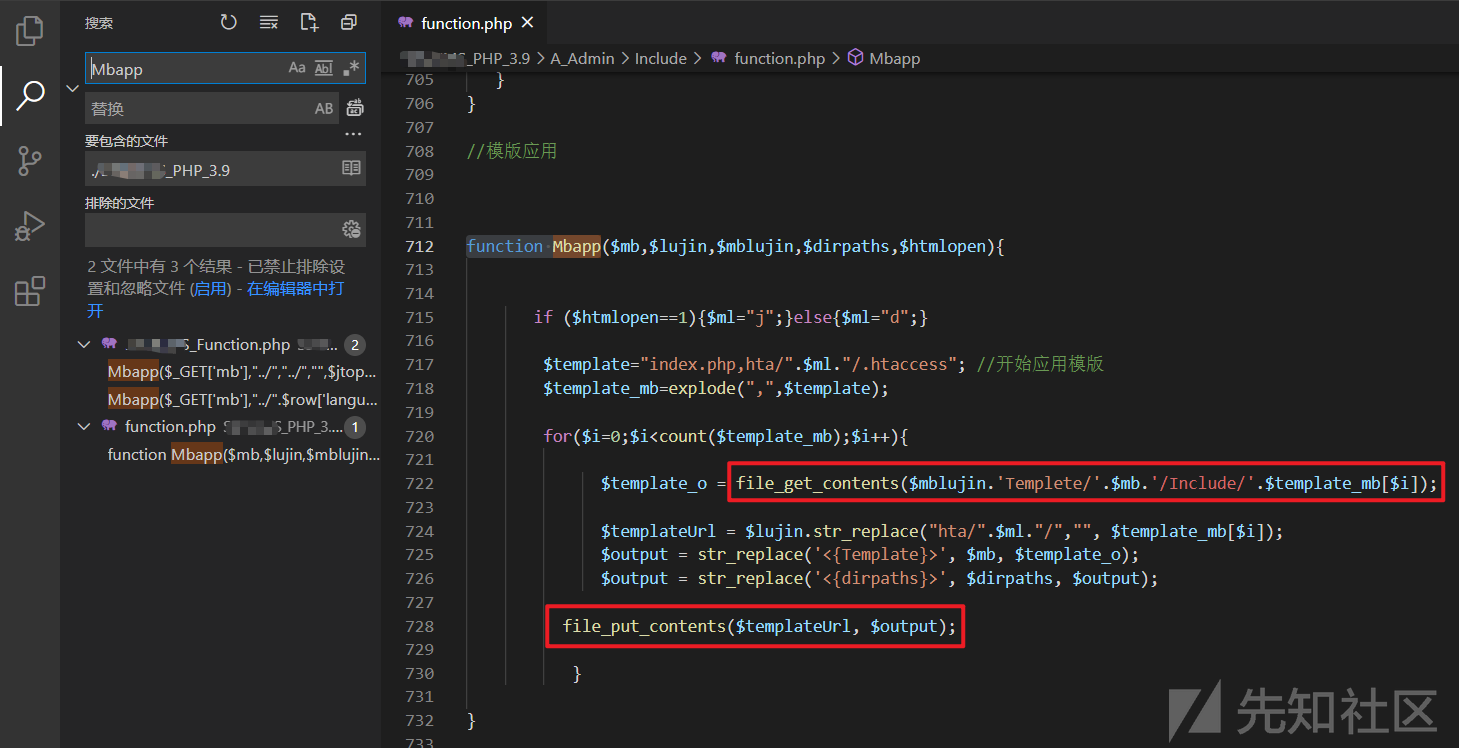 搜索
Mbapp
Aa Ab| .*
替换
AB
要包含的文件
_PHP_3.9
排除的文件
2 文件中有 3 个结果 - 已禁止排除设
置和忽略文件 (启用) - 在编辑器中打
开
S_Function.php 2
Mbapp($_GET['mb'],"../","../","",$jtop...
Mbapp($_GET['mb'],"../".$row['langu...
function.php _PHP_3.... 1
function Mbapp($mb,$lujin,$mblujin...
function.php
_PHP_3.9 > A_Admin > Include > function.php > Mbapp
705 }
706 }
707
708 //模版应用
709
710
711
712 function Mbapp($mb,$lujin,$mblujin,$dirpaths,$htmlopen){
713
714
715 if ($htmlopen==1){$ml="j";}else{$ml="d";}
716
717 $template="index.php,hta/".$ml."/.htaccess"; //开始应用模版
718 $template_mb=explode(",",$template);
719
720 for($i=0;$i<count($template_mb);$i++){
721
722 $template_o = file_get_contents($mblujin.'Templete/'.$mb.'/Include/'.$template_mb[$i]);
723
724 $templateUrl = $lujin.str_replace("hta/".$ml."/","", $template_mb[$i]);
725 $output = str_replace('<{Template}>', $mb, $template_o);
726 $output = str_replace('<{dirpaths}>', $dirpaths, $output);
727
728 file_put_contents($templateUrl, $output);
729
730 }
731
732 }
733
先知社区